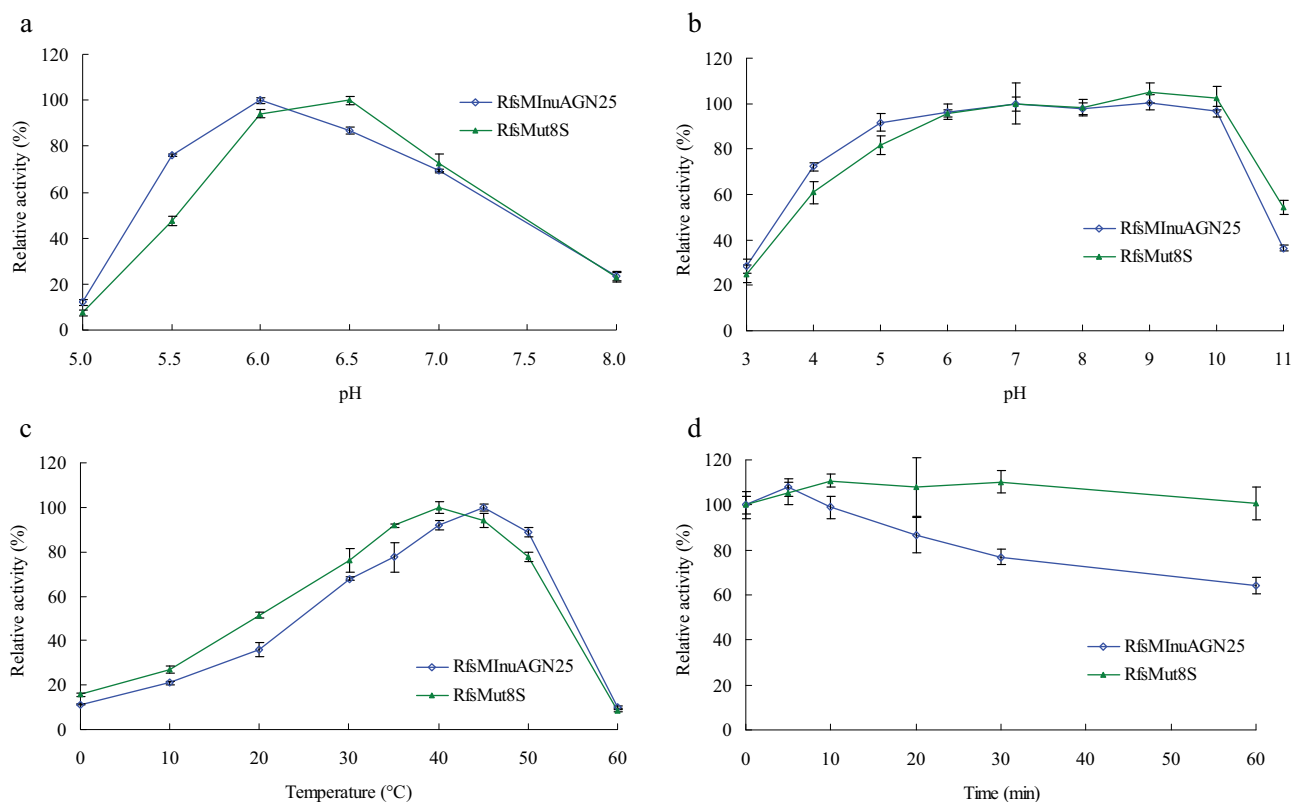 a
120
100
80
60
40
20
0
Relative activity (%)
RfsMInuAGN25
RfsMut8S
5.0 5.5 6.0 6.5 7.0 7.5 8.0
pH
b
120
100
80
60
40
20
0
Relative activity (%)
RfsMInuAGN25
RfsMut8S
3 4 5 6 7 8 9 10 11
pH
c
120
100
80
60
40
20
0
Relative activity (%)
RfsMInuAGN25
RfsMut8S
0 10 20 30 40 50 60
Temperature (°C)
d
120
100
80
60
40
20
0
Relative activity (%)
RfsMInuAGN25
RfsMut8S
0 10 20 30 40 50 60
Time (min)